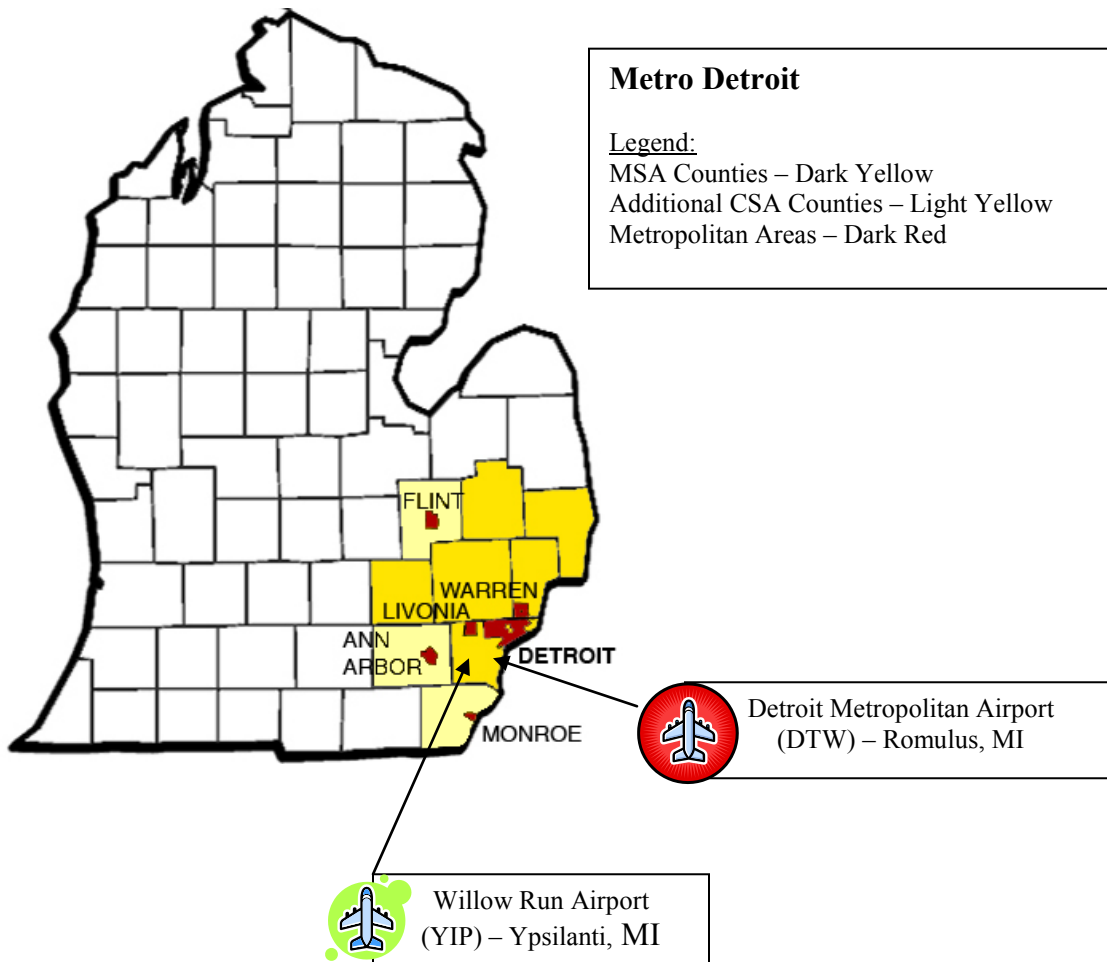 Metro Detroit
Legend:
MSA Counties – Dark Yellow
Additional CSA Counties – Light Yellow
Metropolitan Areas – Dark Red
FLINT
WARREN
LIVONIA
ANN
ARBOR
DETROIT
MONROE
Detroit Metropolitan Airport
(DTW) – Romulus, MI
Willow Run Airport
(YIP) – Ypsilanti, MI